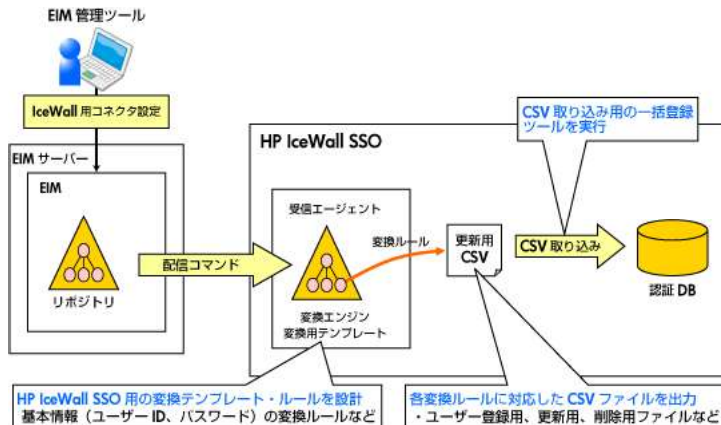 EIM 管理ツール
IceWall 用コネクタ設定
EIM サーバー
EIM
リポジトリ
配信コマンド
HP IceWall SSO
受信エージェント
変換エンジン
変換用テンプレート
変換ルール
更新用
CSV
CSV 取り込み用の一括登録
ツールを実行
CSV 取り込み
認証 DB
HP IceWall SSO 用の変換テンプレート・ルールを設計
基本情報（ユーザー ID、パスワード）の変換ルールなど
各変換ルールに対応した CSV ファイルを出力
・ユーザー登録用、更新用、削除用ファイルなど